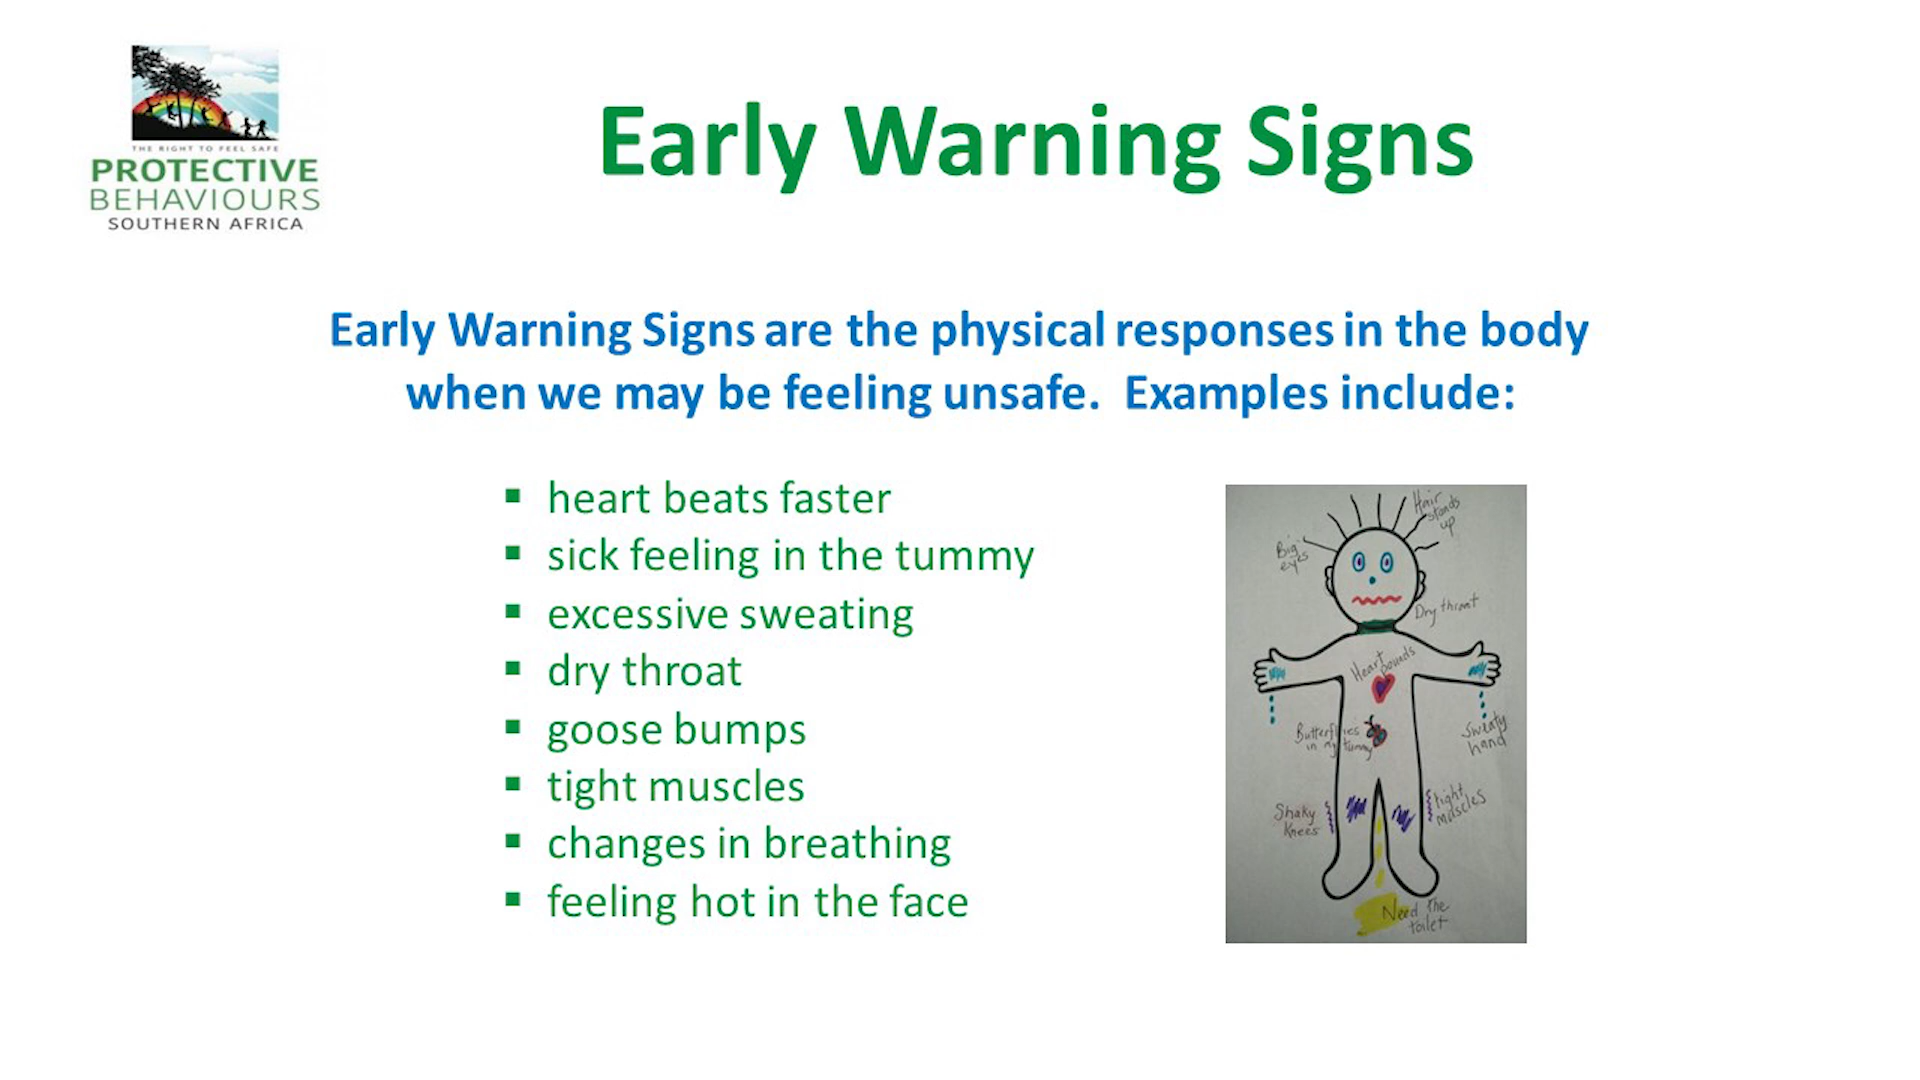 THE RIGHT TO FEEL SAFE
PROTECTIVE
BEHAVIOURS
SOUTHERN AFRICA
Early Warning Signs
Early Warning Signs are the physical responses in the body
when we may be feeling unsafe. Examples include:
▪ heart beats faster
▪ sick feeling in the tummy
▪ excessive sweating
▪ dry throat
▪ goose bumps
▪ tight muscles
▪ changes in breathing
▪ feeling hot in the face
Hair
stands
up
Big
eyes
Dry throat
Heart pounds
Butterflies
in my tummy
Sweaty
hand
Shaky
knees
tight
muscles
Need the
toilet